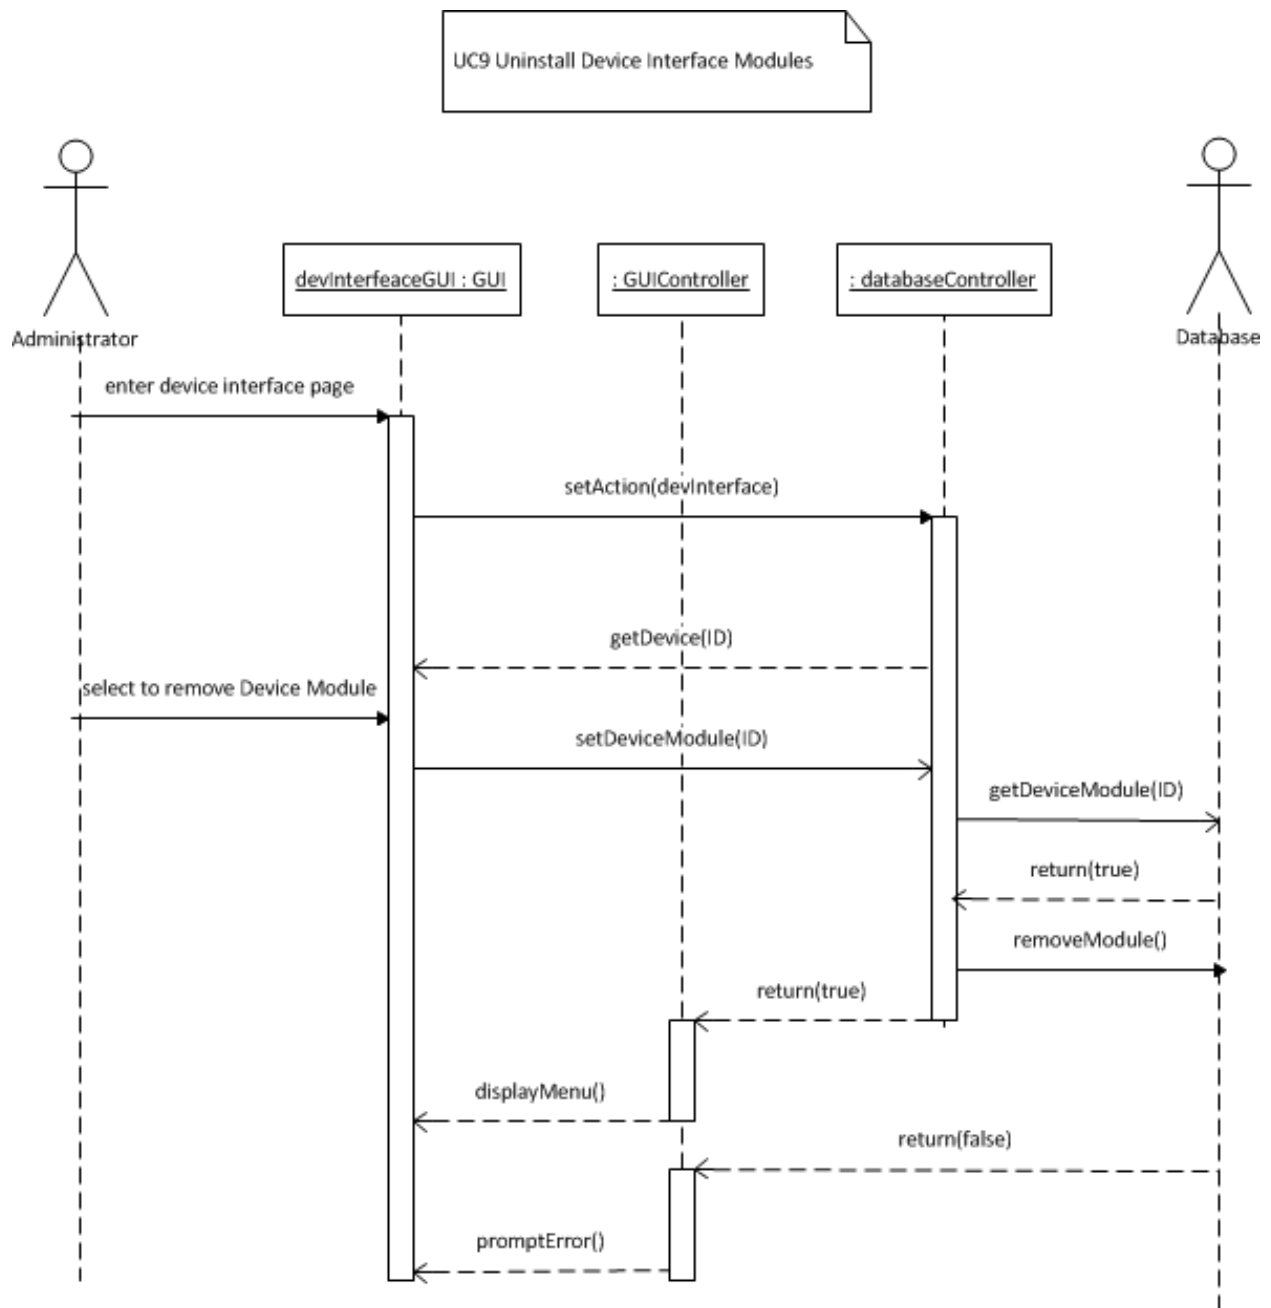 UC9 Uninstall Device Interface Modules
devInterfeaceGUI : GUI
: GUIController
: databaseController
Administrator
Database
enter device interface page
setAction(devInterface)
getDevice(ID)
select to remove Device Module
setDeviceModule(ID)
getDeviceModule(ID)
return(true)
removeModule()
return(true)
displayMenu()
return(false)
promptError()